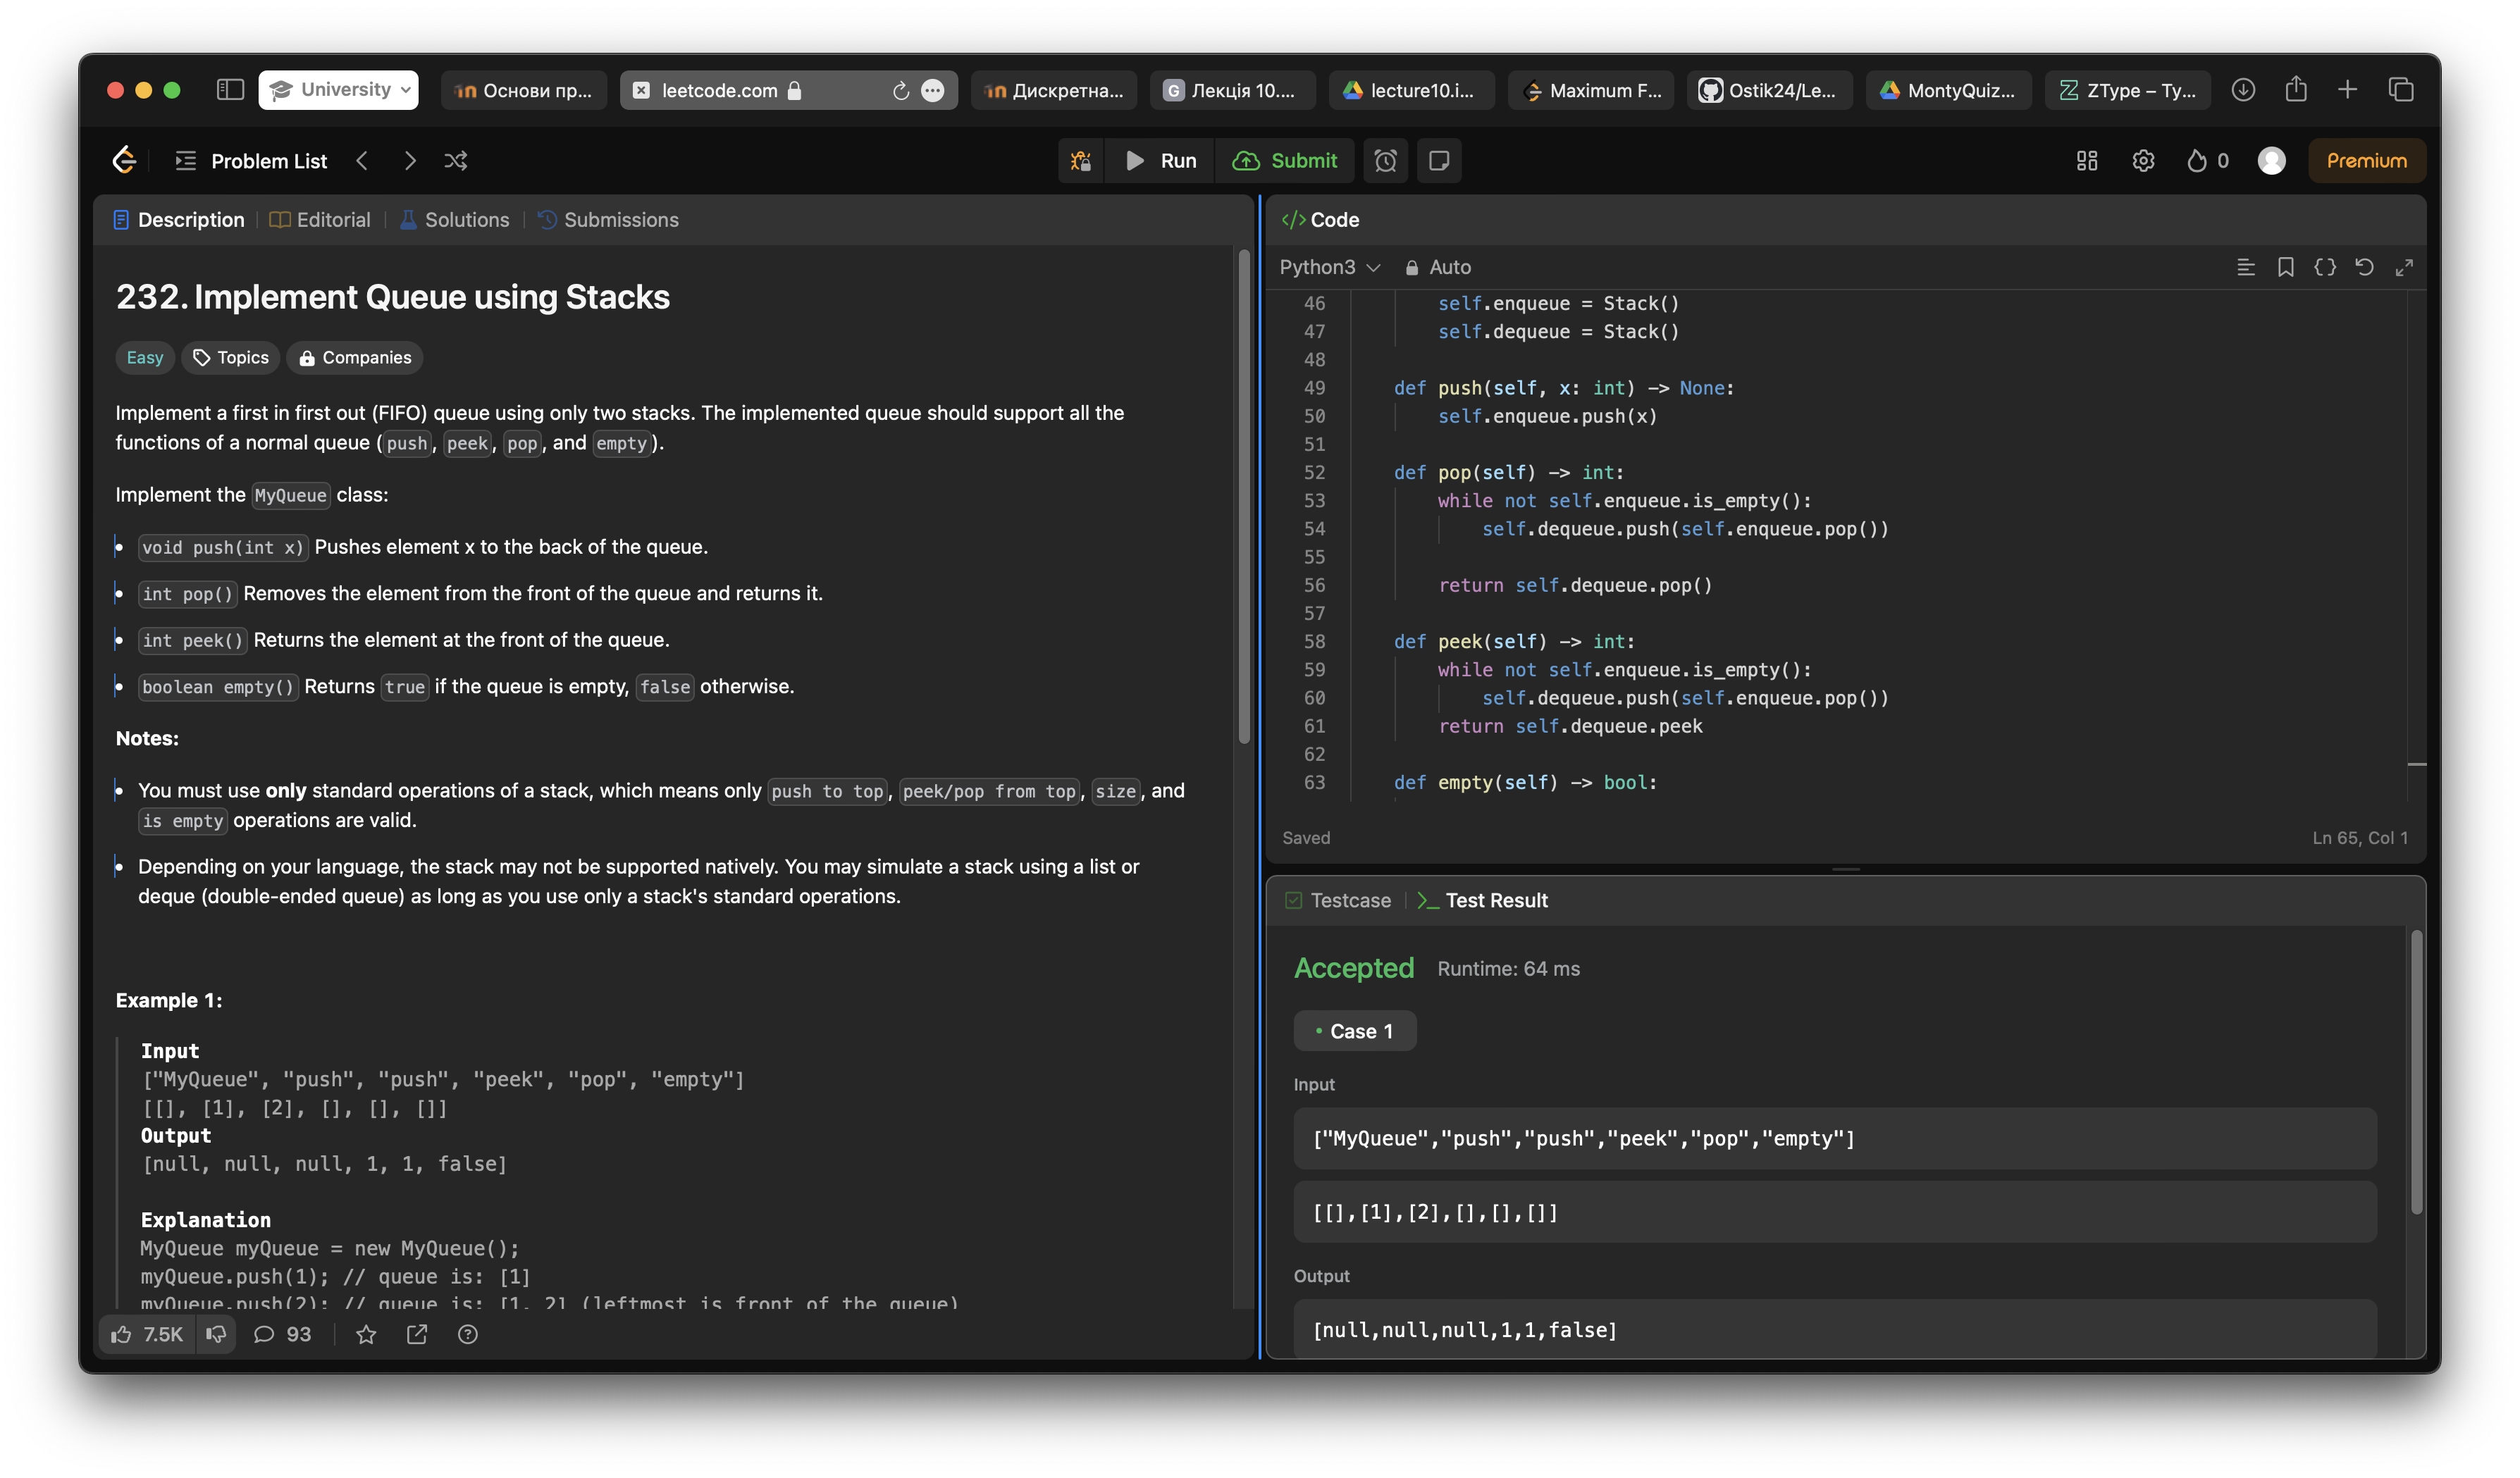 University
Основи пр...
leetcode.com
Дискретна...
G Лекція 10....
lecture10.i...
Maximum F...
Ostik24/Le...
MontyQuiz...
ZType – Ty...
Problem List
Run
Submit
0
Premium
Description
Editorial
Solutions
Submissions
232. Implement Queue using Stacks
Easy
Topics
Companies
Implement a first in first out (FIFO) queue using only two stacks. The implemented queue should support all the
functions of a normal queue (push, peek, pop, and empty).
Implement the MyQueue class:
• void push(int x) Pushes element x to the back of the queue.
• int pop() Removes the element from the front of the queue and returns it.
• int peek() Returns the element at the front of the queue.
• boolean empty() Returns true if the queue is empty, false otherwise.
Notes:
• You must use only standard operations of a stack, which means only push to top, peek/pop from top, size, and
is empty operations are valid.
• Depending on your language, the stack may not be supported natively. You may simulate a stack using a list or
deque (double-ended queue) as long as you use only a stack's standard operations.
Example 1:
Input
["MyQueue", "push", "push", "peek", "pop", "empty"]
[[], [1], [2], [], [], []]
Output
[null, null, null, 1, 1, false]
Explanation
MyQueue myQueue = new MyQueue();
myQueue.push(1); // queue is: [1]
myQueue.push(2); // queue is: [1, 2] (leftmost is front of the queue)
7.5K
93
</> Code
Python3
Auto
46 self.enqueue = Stack()
47 self.dequeue = Stack()
48
49 def push(self, x: int) -> None:
50 self.enqueue.push(x)
51
52 def pop(self) -> int:
53 while not self.enqueue.is_empty():
54 self.dequeue.push(self.enqueue.pop())
55
56 return self.dequeue.pop()
57
58 def peek(self) -> int:
59 while not self.enqueue.is_empty():
60 self.dequeue.push(self.enqueue.pop())
61 return self.dequeue.peek
62
63 def empty(self) -> bool:
Saved
Ln 65, Col 1
Testcase
Test Result
Accepted
Runtime: 64 ms
• Case 1
Input
["MyQueue","push","push","peek","pop","empty"]
[[],[1],[2],[],[],[]]
Output
[null,null,null,1,1,false]